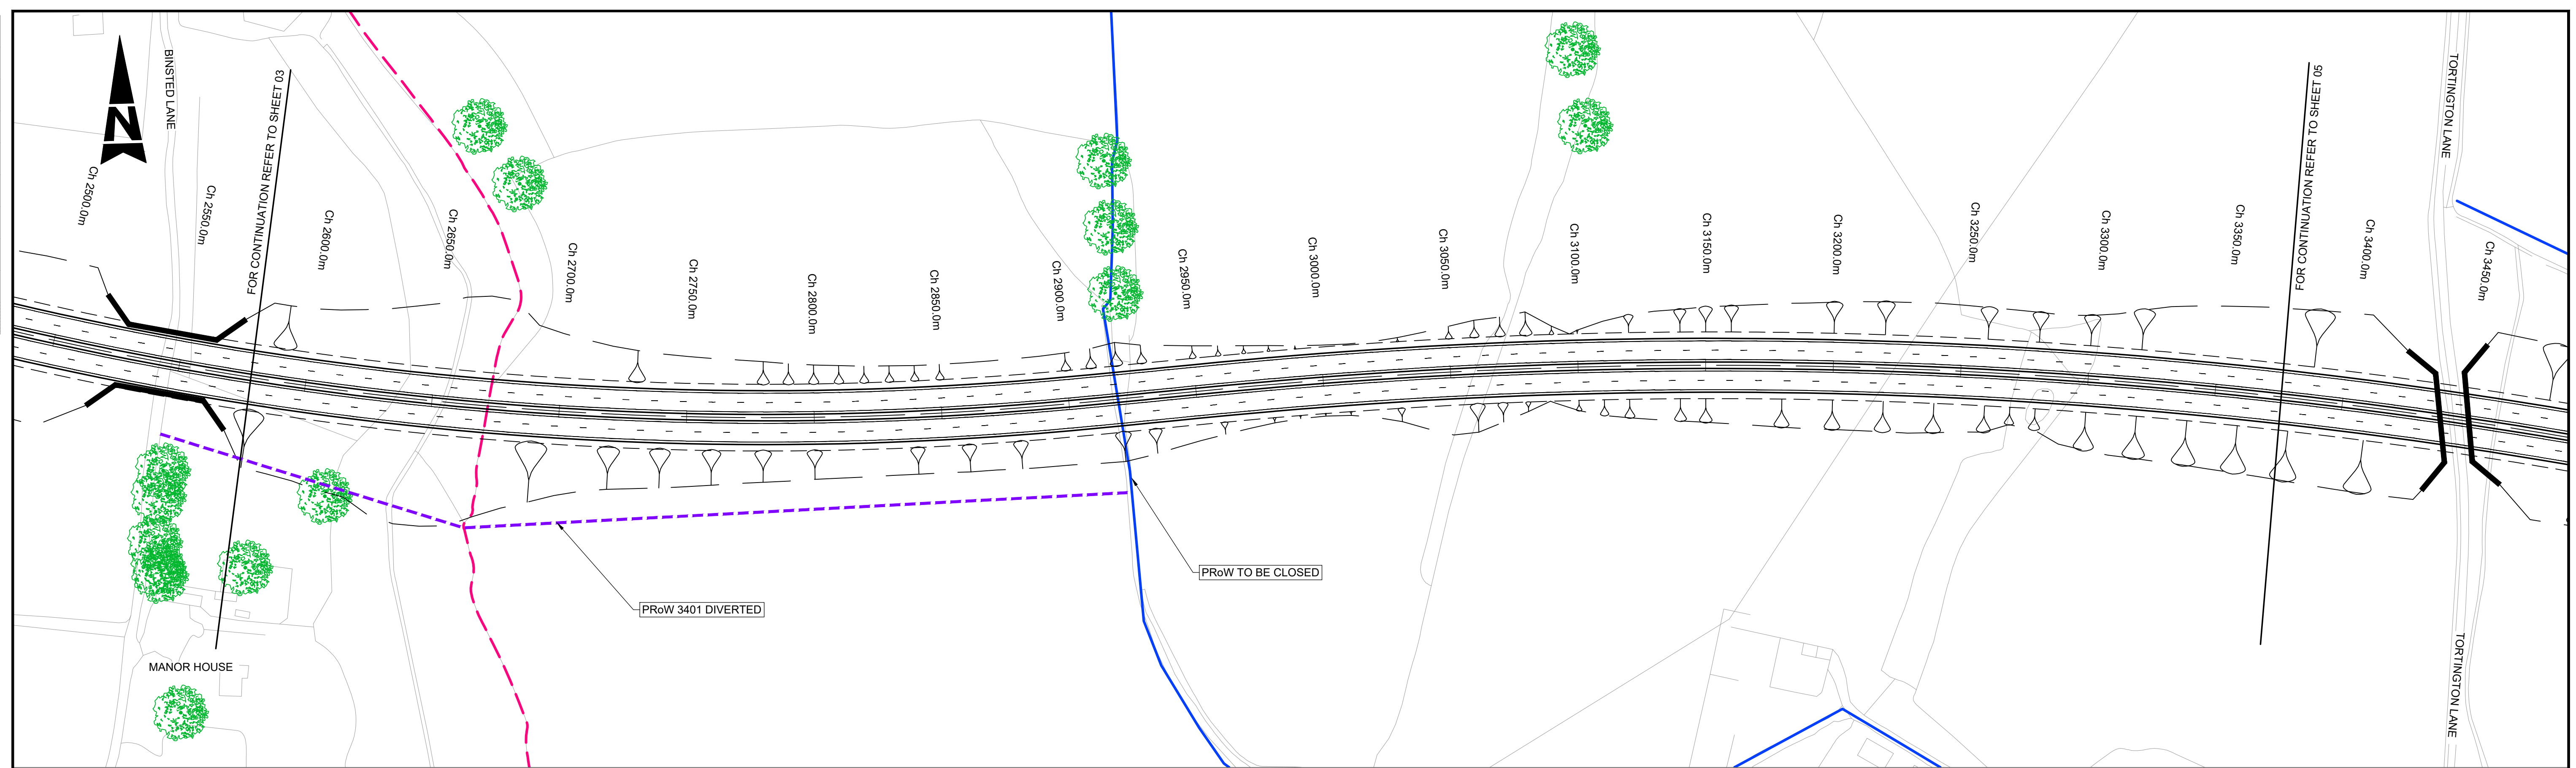 N
BINSTED LANE
FOR CONTINUATION REFER TO SHEET 03
Ch 2500.0m
Ch 2550.0m
Ch 2600.0m
Ch 2650.0m
Ch 2700.0m
Ch 2750.0m
Ch 2800.0m
Ch 2850.0m
Ch 2900.0m
Ch 2950.0m
Ch 3000.0m
Ch 3050.0m
Ch 3100.0m
Ch 3150.0m
Ch 3200.0m
Ch 3250.0m
Ch 3300.0m
Ch 3350.0m
FOR CONTINUATION REFER TO SHEET 05
Ch 3400.0m
TORTINGTON LANE
Ch 3450.0m
PRoW TO BE CLOSED
PRoW 3401 DIVERTED
MANOR HOUSE
TORTINGTON LANE